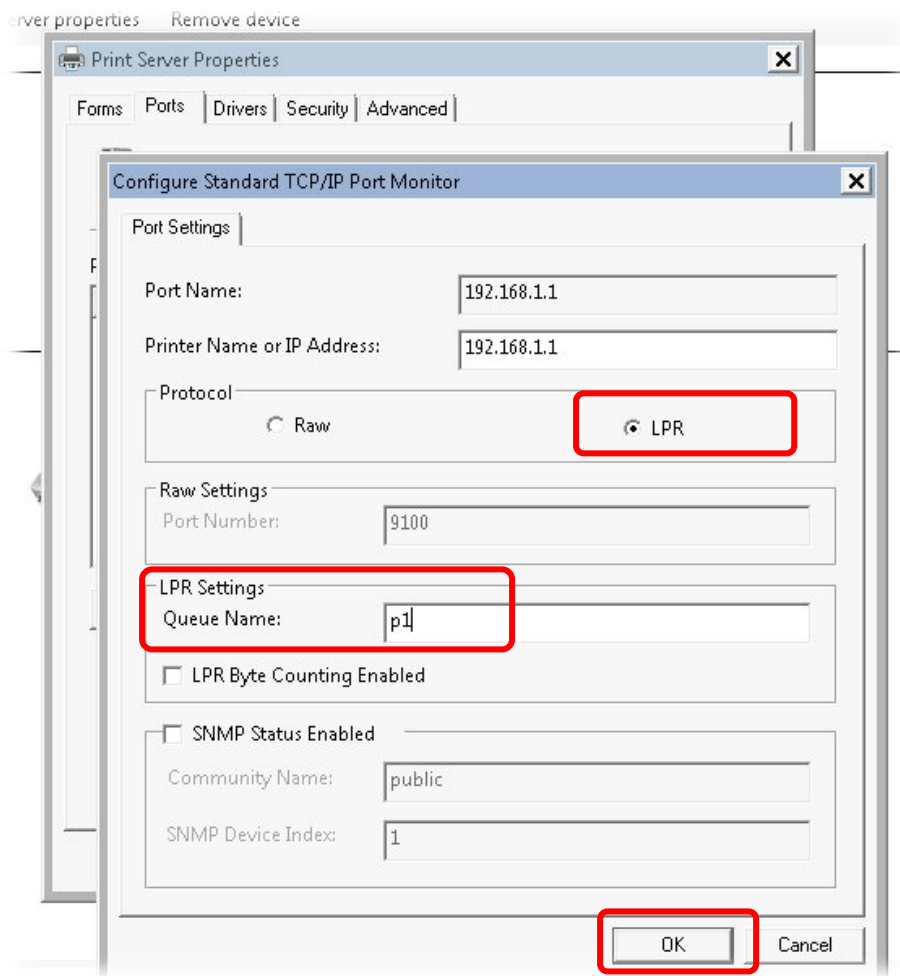 erver properties Remove device
Print Server Properties
Forms Ports Drivers Security Advanced
Configure Standard TCP/IP Port Monitor
Port Settings
Port Name: 192.168.1.1
Printer Name or IP Address: 192.168.1.1
Protocol
Raw LPR
Raw Settings
Port Number: 9100
LPR Settings
Queue Name: p1
LPR Byte Counting Enabled
SNMP Status Enabled
Community Name: public
SNMP Device Index: 1
OK Cancel